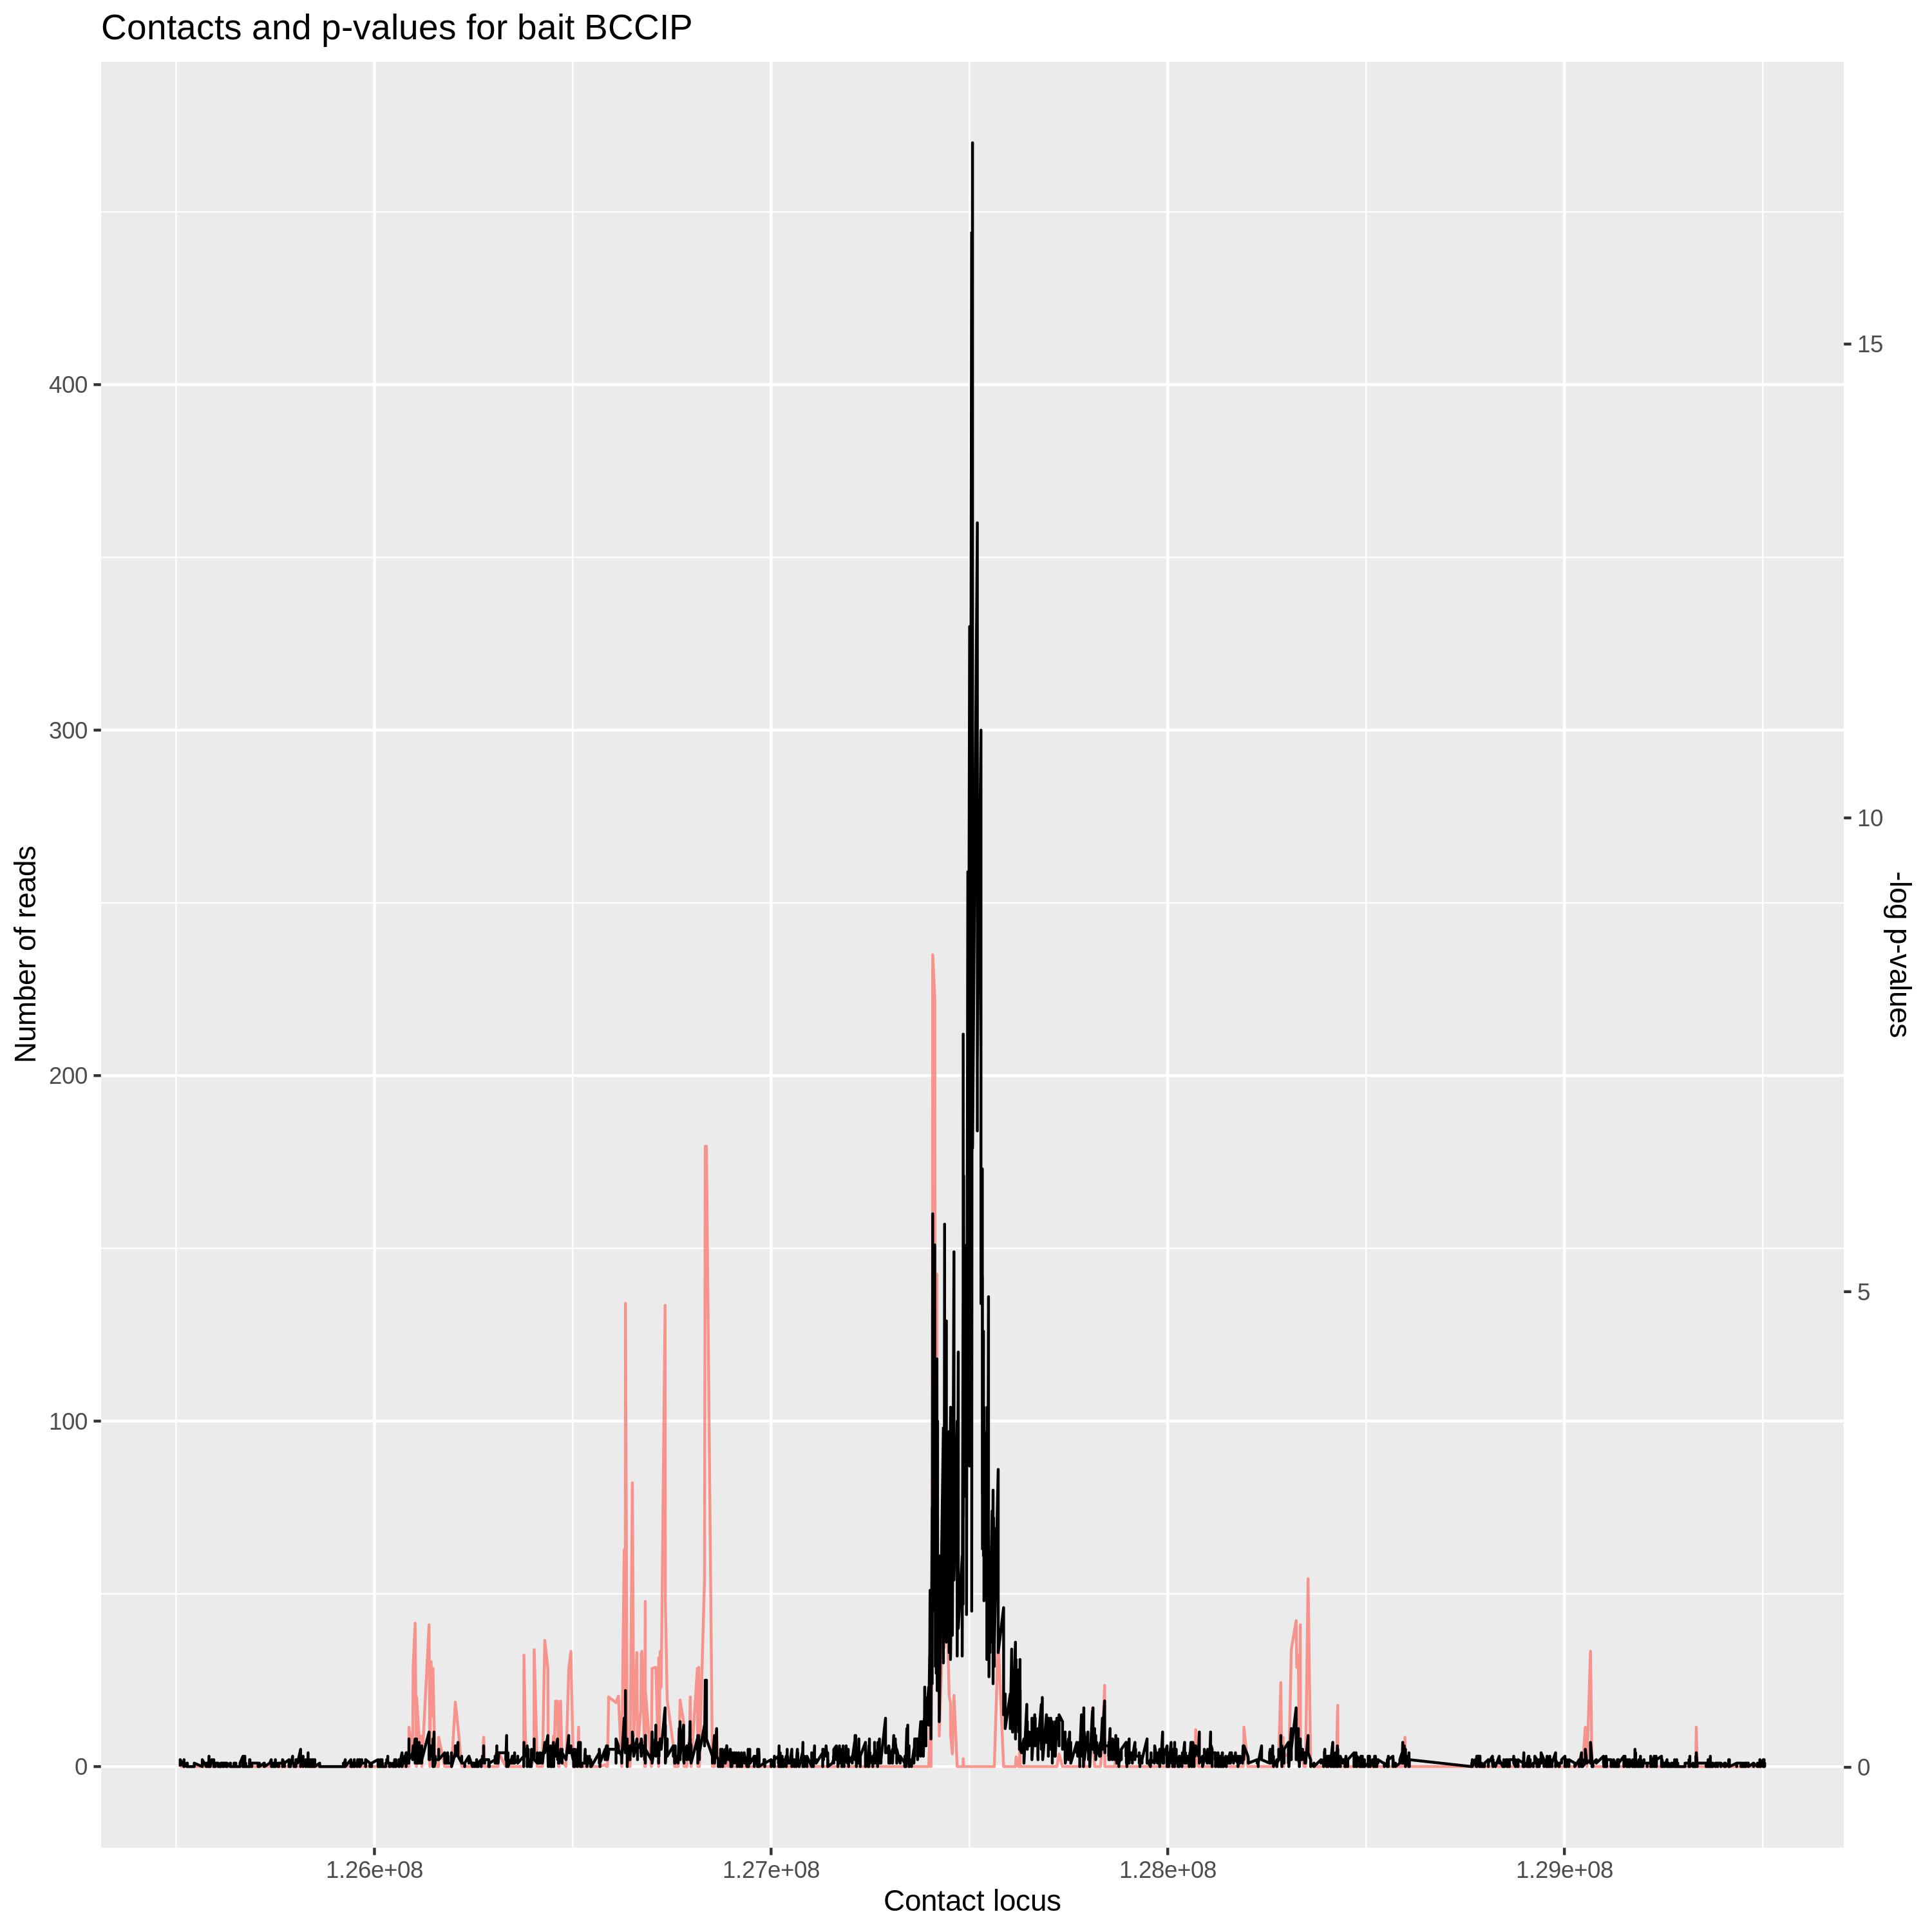 Contacts and p-values for bait BCCIP
Number of reads
400
300
200
100
0
15
10
5
0
-log p-values
1.26e+08
1.27e+08
1.28e+08
1.29e+08
Contact locus